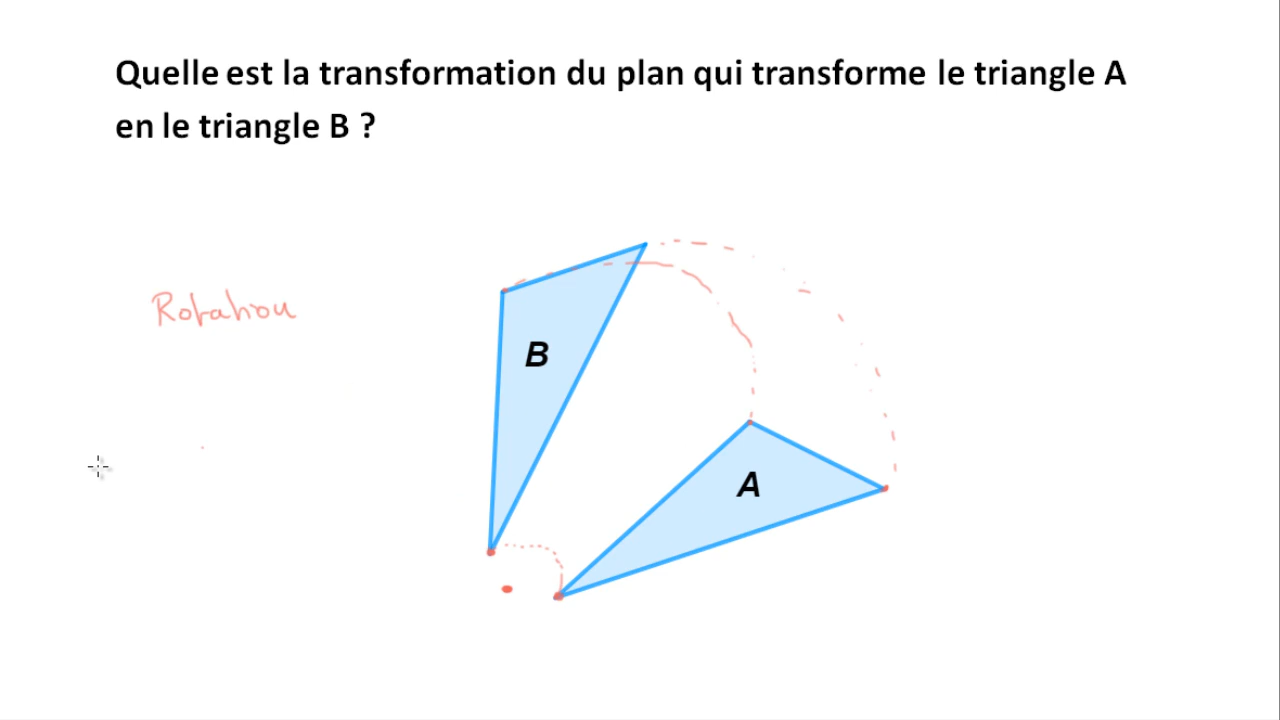 Quelle est la transformation du plan qui transforme le triangle A
en le triangle B ?
Rotation
B
A